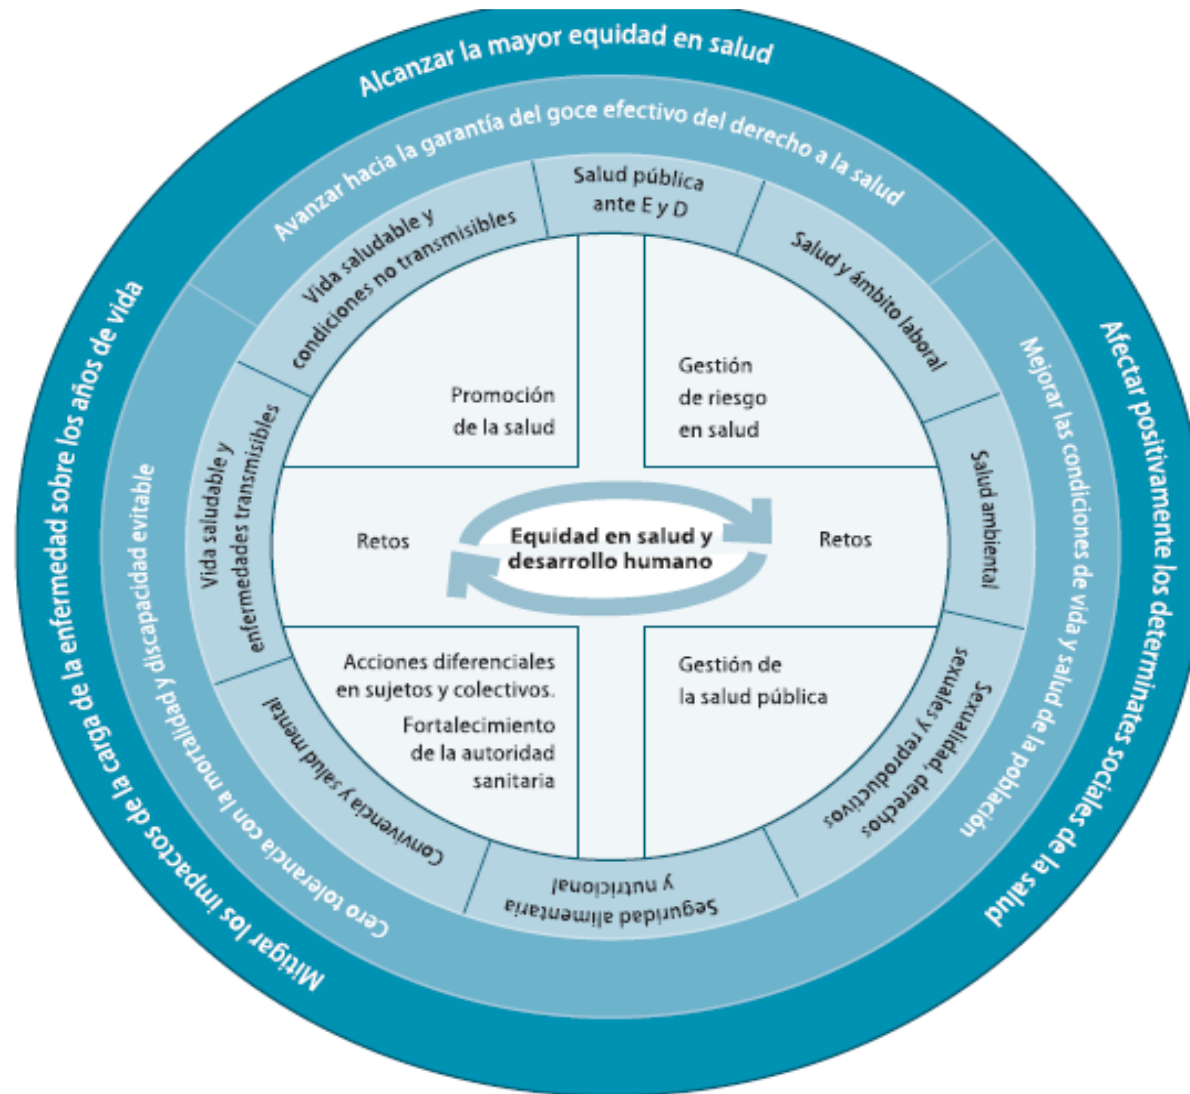 Alcanzar la mayor equidad en salud
Afectar positivamente los determinates sociales de la salud
Mitigar los impactos de la carga de la enfermedad sobre los años de vida
Avanzar hacia la garantía del goce efectivo del derecho a la salud
Mejorar las condiciones de vida y salud de la población
Cero tolerancia con la mortalidad y discapacidad evitable
Salud pública
ante E y D
Salud y ámbito laboral
Salud ambiental
Sexualidad, derechos
sexuales y reproductivos
Seguridad alimentaria
y nutricional
Convivencia y salud mental
Vida saludable y
enfermedades transmisibles
Vida saludable y
condiciones no transmisibles
Promoción
de la salud
Gestión
de riesgo
en salud
Retos
Equidad en salud y
desarrollo humano
Retos
Acciones diferenciales
en sujetos y colectivos.
Fortalecimiento
de la autoridad
sanitaria
Gestión de
la salud pública